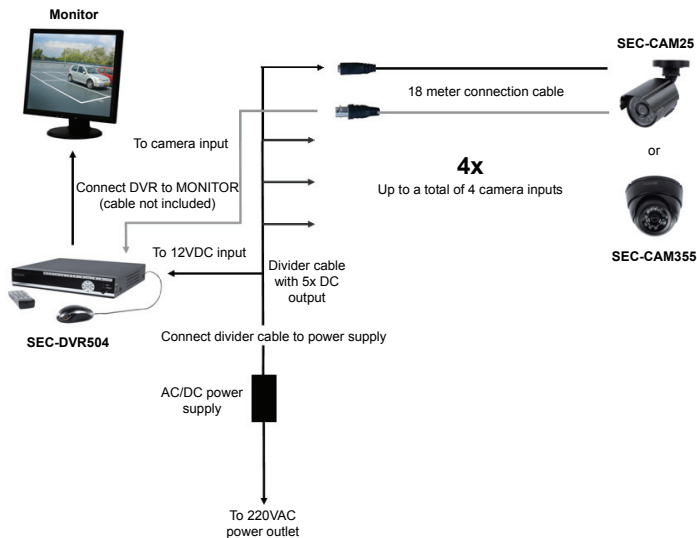 Monitor
SEC-CAM25
18 meter connection cable
To camera input
4x
or
Connect DVR to MONITOR
(cable not included)
Up to a total of 4 camera inputs
To 12VDC input
SEC-CAM355
Divider cable
with 5x DC
output
SEC-DVR504
Connect divider cable to power supply
AC/DC power
supply
To 220VAC
power outlet